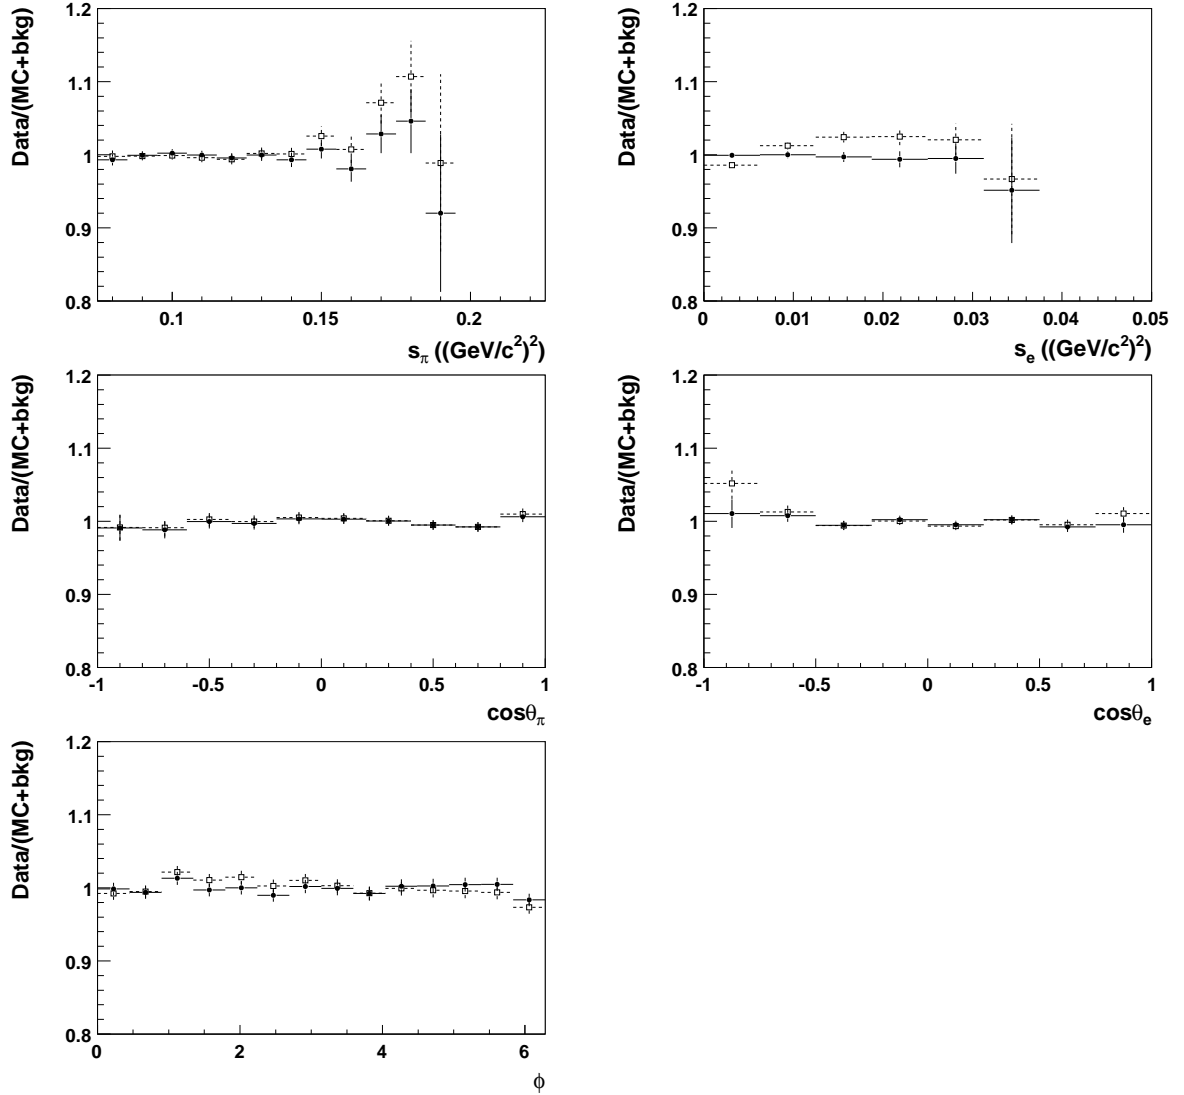 Data/(MC+bkg)
1.2
1.1
1
0.9
0.8
0.1 0.15 0.2
s_π ((GeV/c²)²)
Data/(MC+bkg)
1.2
1.1
1
0.9
0.8
0 0.01 0.02 0.03 0.04 0.05
s_e ((GeV/c²)²)
Data/(MC+bkg)
1.2
1.1
1
0.9
0.8
-1 -0.5 0 0.5 1
cosθ_π
Data/(MC+bkg)
1.2
1.1
1
0.9
0.8
-1 -0.5 0 0.5 1
cosθ_e
Data/(MC+bkg)
1.2
1.1
1
0.9
0.8
0 2 4 6
ϕ